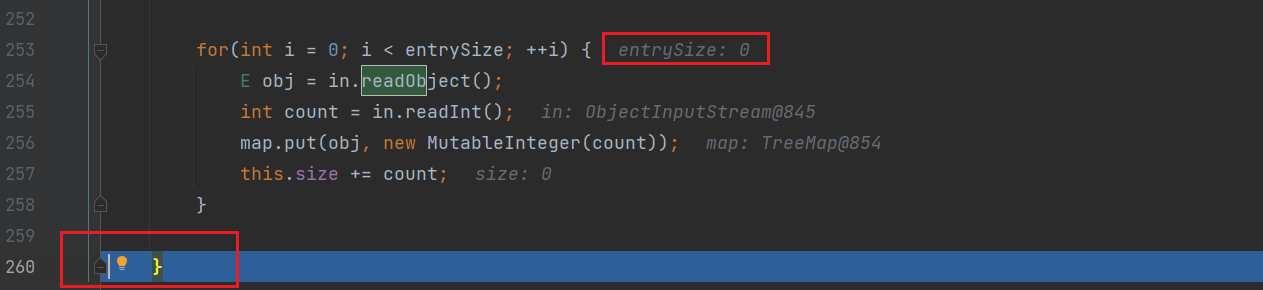 252
253 for(int i = 0; i < entrySize; ++i) { entrySize: 0
254 E obj = in.readObject();
255 int count = in.readInt(); in: ObjectInputStream@845
256 map.put(obj, new MutableInteger(count)); map: TreeMap@854
257 this.size += count; size: 0
258 }
259
260 }